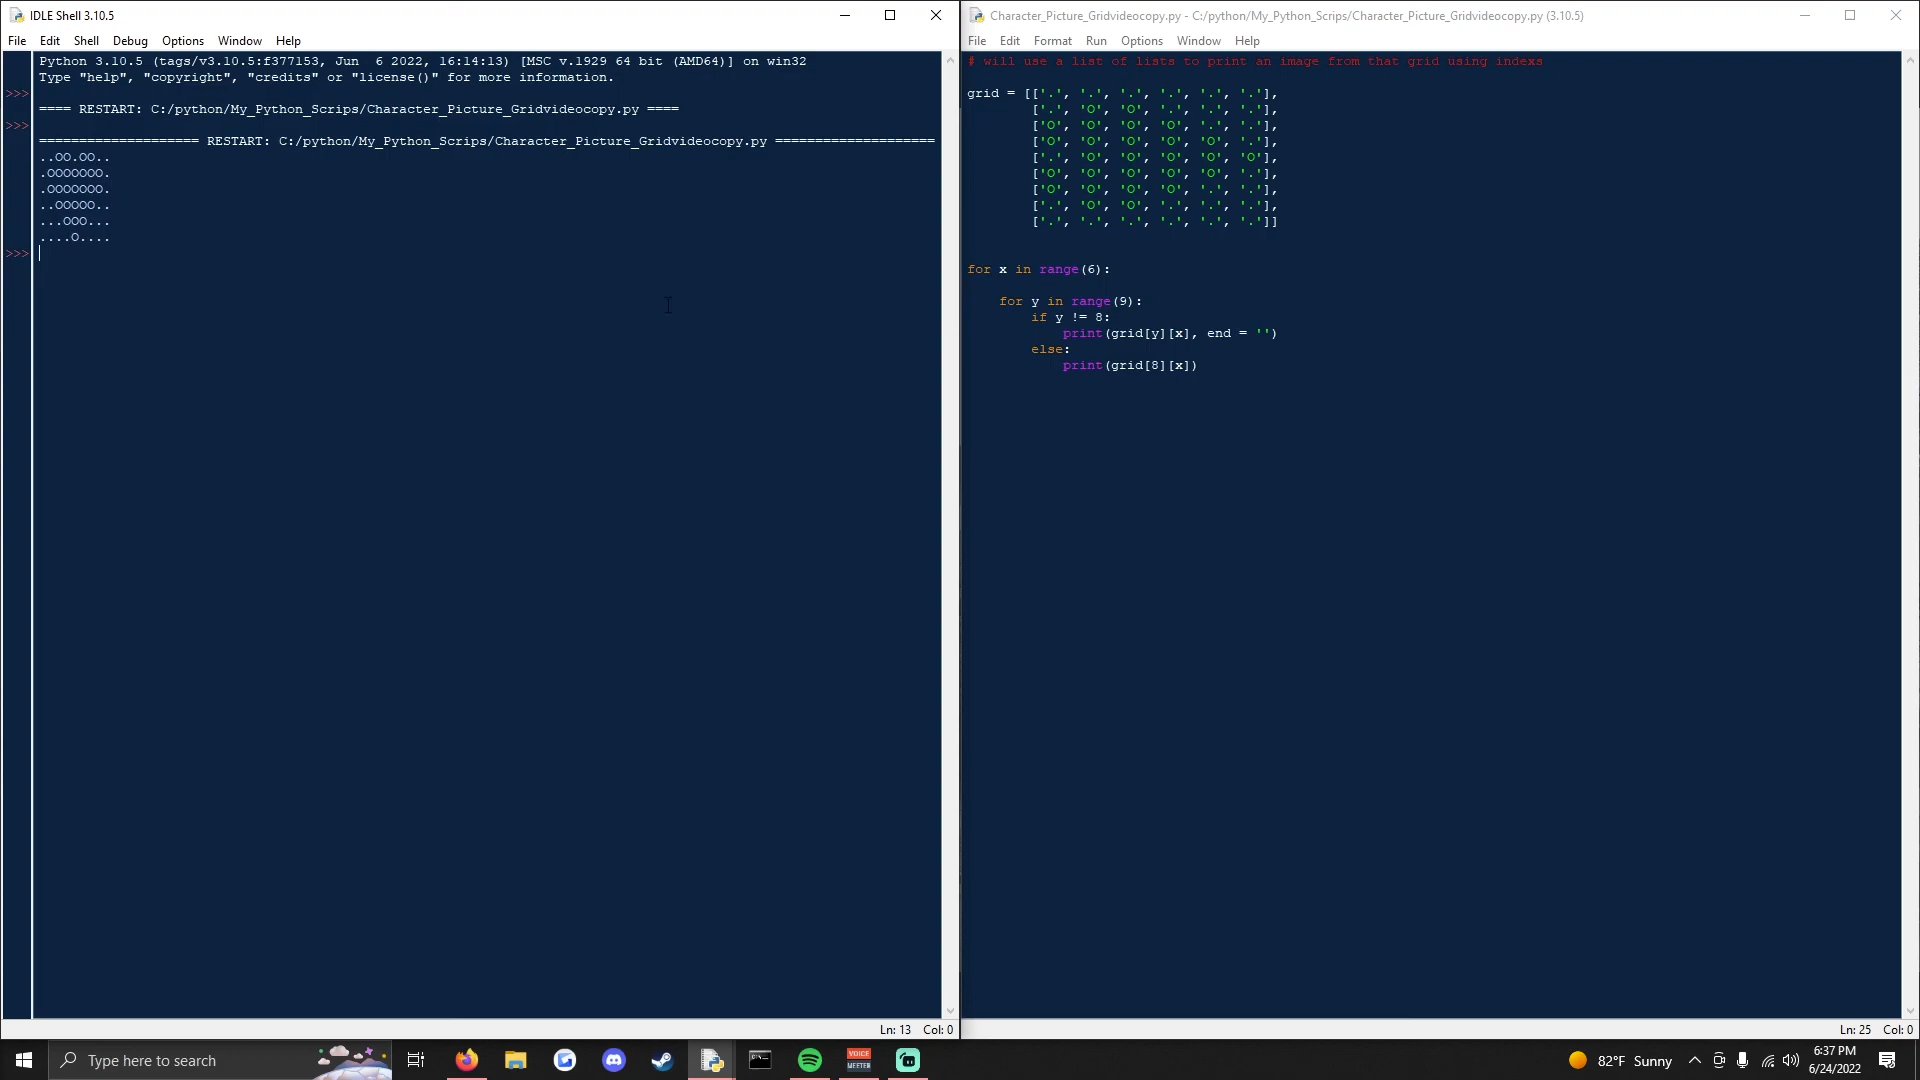 IDLE Shell 3.10.5
File Edit Shell Debug Options Window Help
Python 3.10.5 (tags/v3.10.5:f377153, Jun  6 2022, 16:14:13) [MSC v.1929 64 bit (AMD64)] on win32
Type "help", "copyright", "credits" or "license()" for more information.
>>>
==== RESTART: C:/python/My_Python_Scrips/Character_Picture_Gridvideocopy.py ====
>>>
==================== RESTART: C:/python/My_Python_Scrips/Character_Picture_Gridvideocopy.py ====================
..OO.OO..
.OOOOOOO.
.OOOOOOO.
..OOOOO..
...OOO...
....O....
>>>
Ln: 13 Col: 0
Character_Picture_Gridvideocopy.py - C:/python/My_Python_Scrips/Character_Picture_Gridvideocopy.py (3.10.5)
File Edit Format Run Options Window Help
# will use a list of lists to print an image from that grid using indexs
grid = [['.', '.', '.', '.', '.', '.'],
['.', 'O', 'O', '.', '.', '.'],
['O', 'O', 'O', 'O', '.', '.'],
['O', 'O', 'O', 'O', 'O', '.'],
['.', 'O', 'O', 'O', 'O', 'O'],
['O', 'O', 'O', 'O', 'O', '.'],
['O', 'O', 'O', 'O', '.', '.'],
['.', 'O', 'O', '.', '.', '.'],
['.', '.', '.', '.', '.', '.']]
for x in range(6):
for y in range(9):
if y != 8:
print(grid[y][x], end = '')
else:
print(grid[8][x])
Ln: 25 Col: 0
Type here to search
VOICE
MEETER
82°F Sunny
6:37 PM
6/24/2022